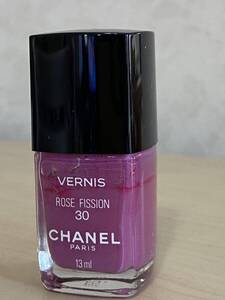 VERNIS
ROSE FISSION
30
CHANEL
PARIS
13 ml